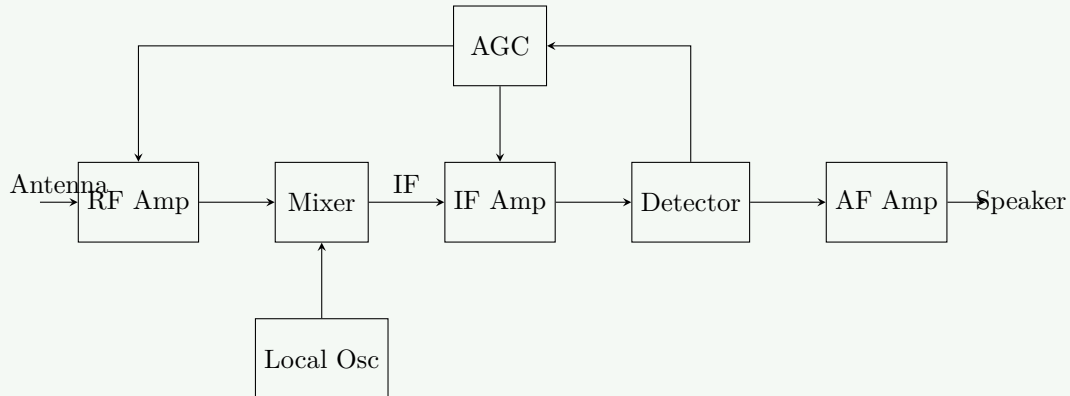 AGC
Antenna
RF Amp
Mixer
IF
IF Amp
Detector
AF Amp
Speaker
Local Osc